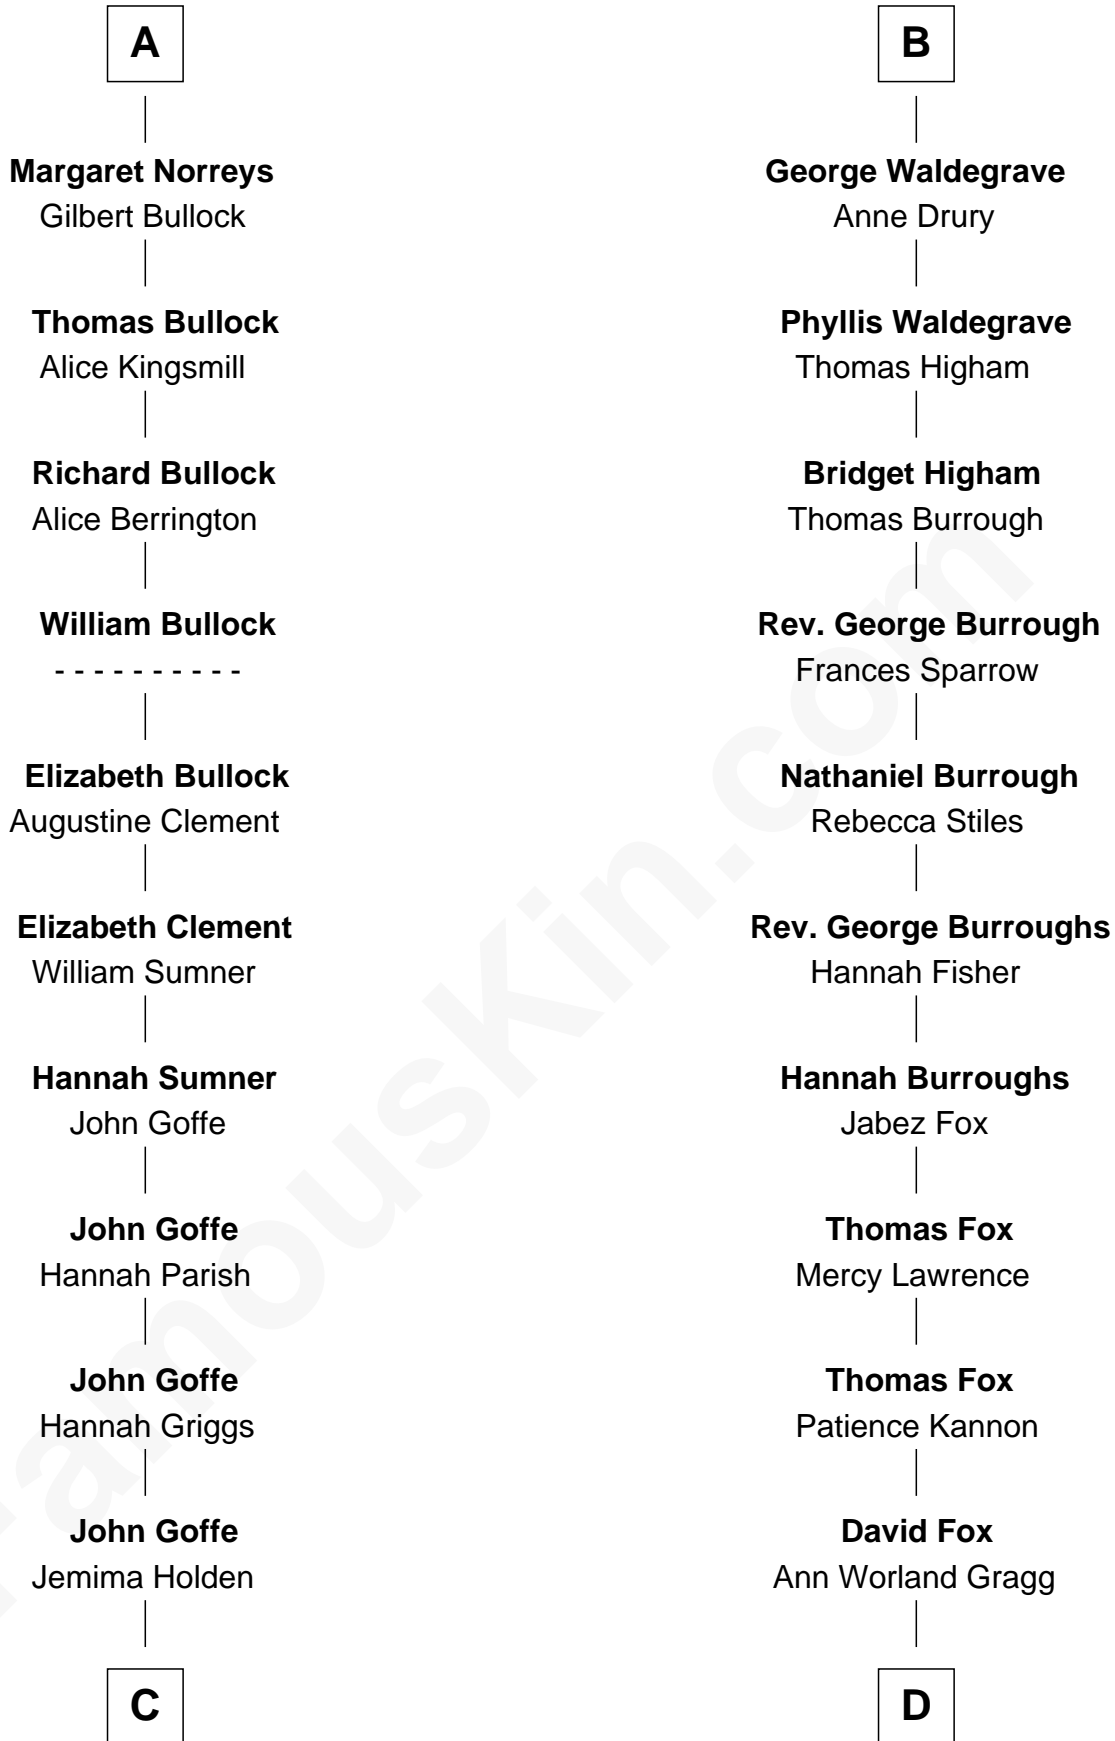 A
Margaret Norreys
Gilbert Bullock
Thomas Bullock
Alice Kingsmill
Richard Bullock
Alice Berrington
William Bullock
- - - - - - - - - -
Elizabeth Bullock
Augustine Clement
Elizabeth Clement
William Sumner
Hannah Sumner
John Goffe
John Goffe
Hannah Parish
John Goffe
Hannah Griggs
John Goffe
Jemima Holden
C
B
George Waldegrave
Anne Drury
Phyllis Waldegrave
Thomas Higham
Bridget Higham
Thomas Burrough
Rev. George Burrough
Frances Sparrow
Nathaniel Burrough
Rebecca Stiles
Rev. George Burroughs
Hannah Fisher
Hannah Burroughs
Jabez Fox
Thomas Fox
Mercy Lawrence
Thomas Fox
Patience Kannon
David Fox
Ann Worland Gragg
D
FamousKin.com